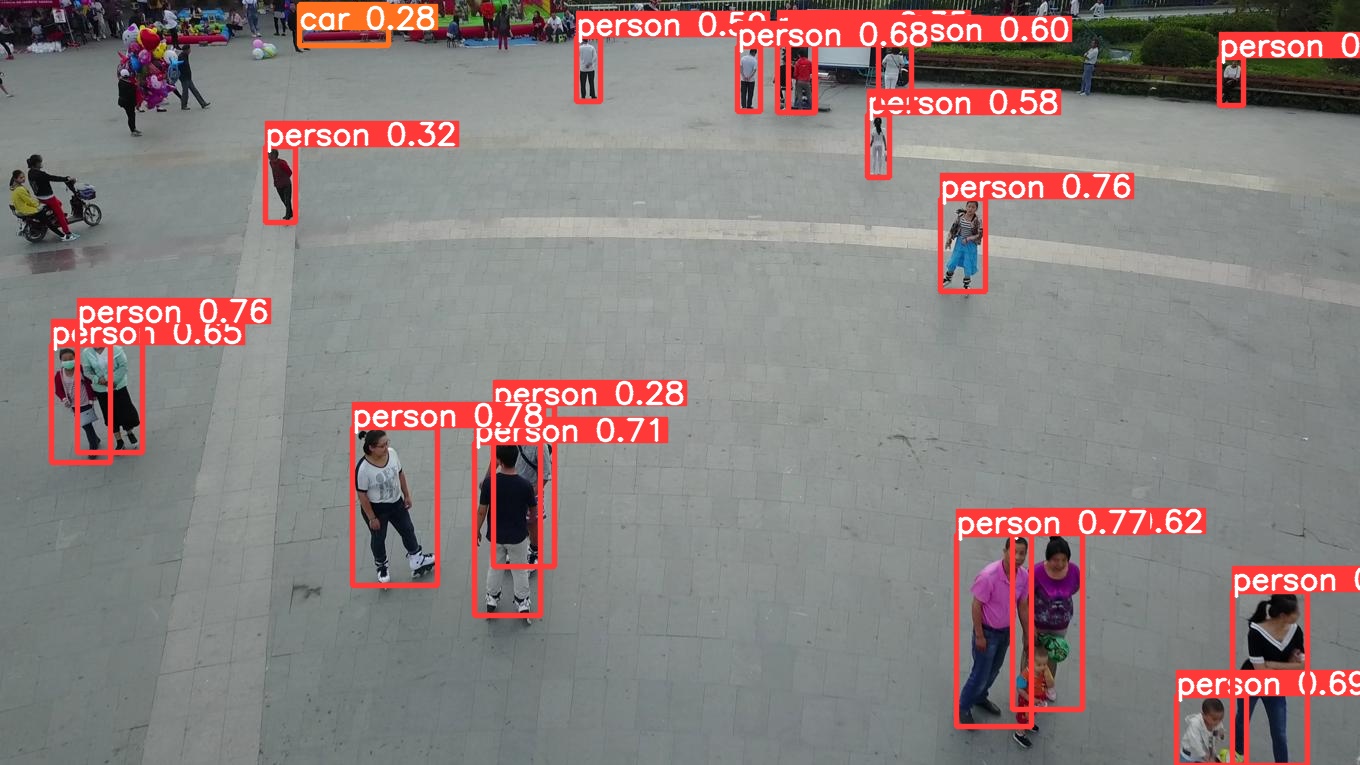 car 0.28
person 0.5
person 0.68
son 0.60
person 0
person 0.58
person 0.32
person 0.76
person 0.76
person 0.65
person 0.28
person 0.78
person 0.71
person 0.77
.62
person 0
person 0.69